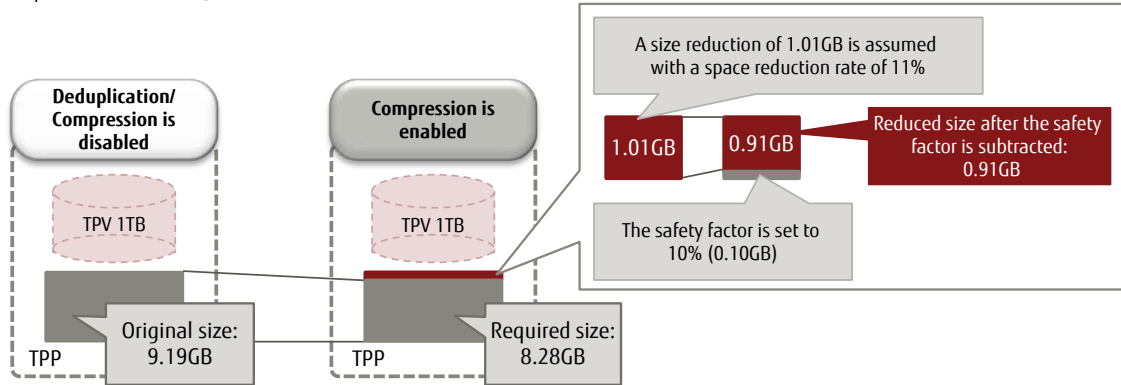 A size reduction of 1.01GB is assumed
with a space reduction rate of 11%
Deduplication/
Compression is
disabled
Compression is
enabled
1.01GB
0.91GB
Reduced size after the safety
factor is subtracted:
0.91GB
TPV 1TB
TPV 1TB
The safety factor is set to
10% (0.10GB)
Original size:
9.19GB
Required size:
8.28GB
TPP
TPP